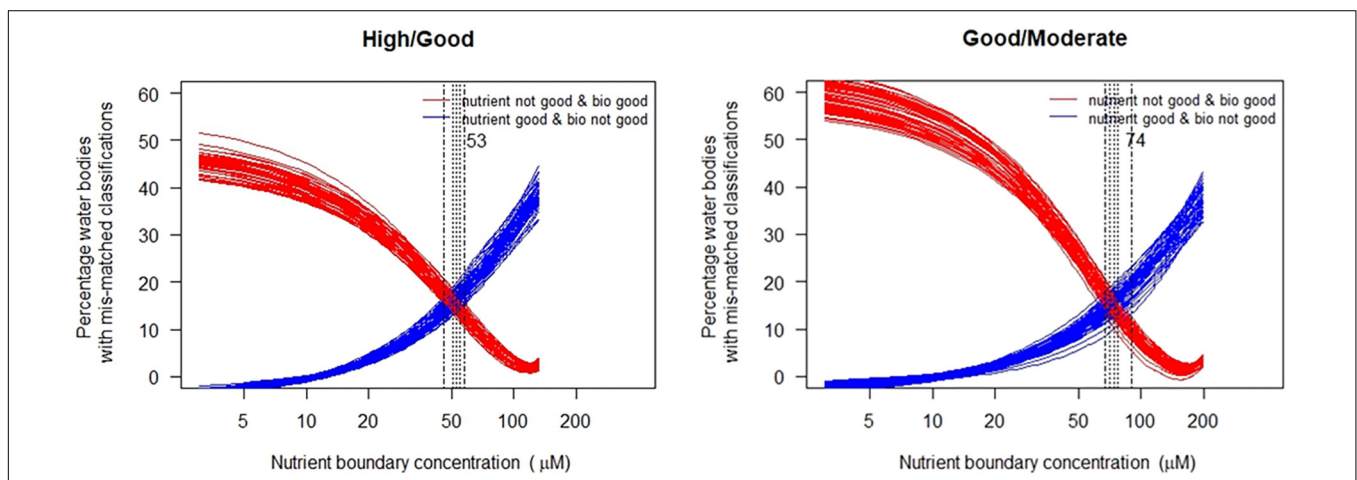 High/Good
60
50
40
30
20
10
0
Percentage water bodies
with mis-matched classifications
nutrient not good & bio good
nutrient good & bio not good
53
5 10 20 50 100 200
Nutrient boundary concentration ( μM)
Good/Moderate
60
50
40
30
20
10
0
Percentage water bodies
with mis-matched classifications
nutrient not good & bio good
nutrient good & bio not good
74
5 10 20 50 100 200
Nutrient boundary concentration (μM)